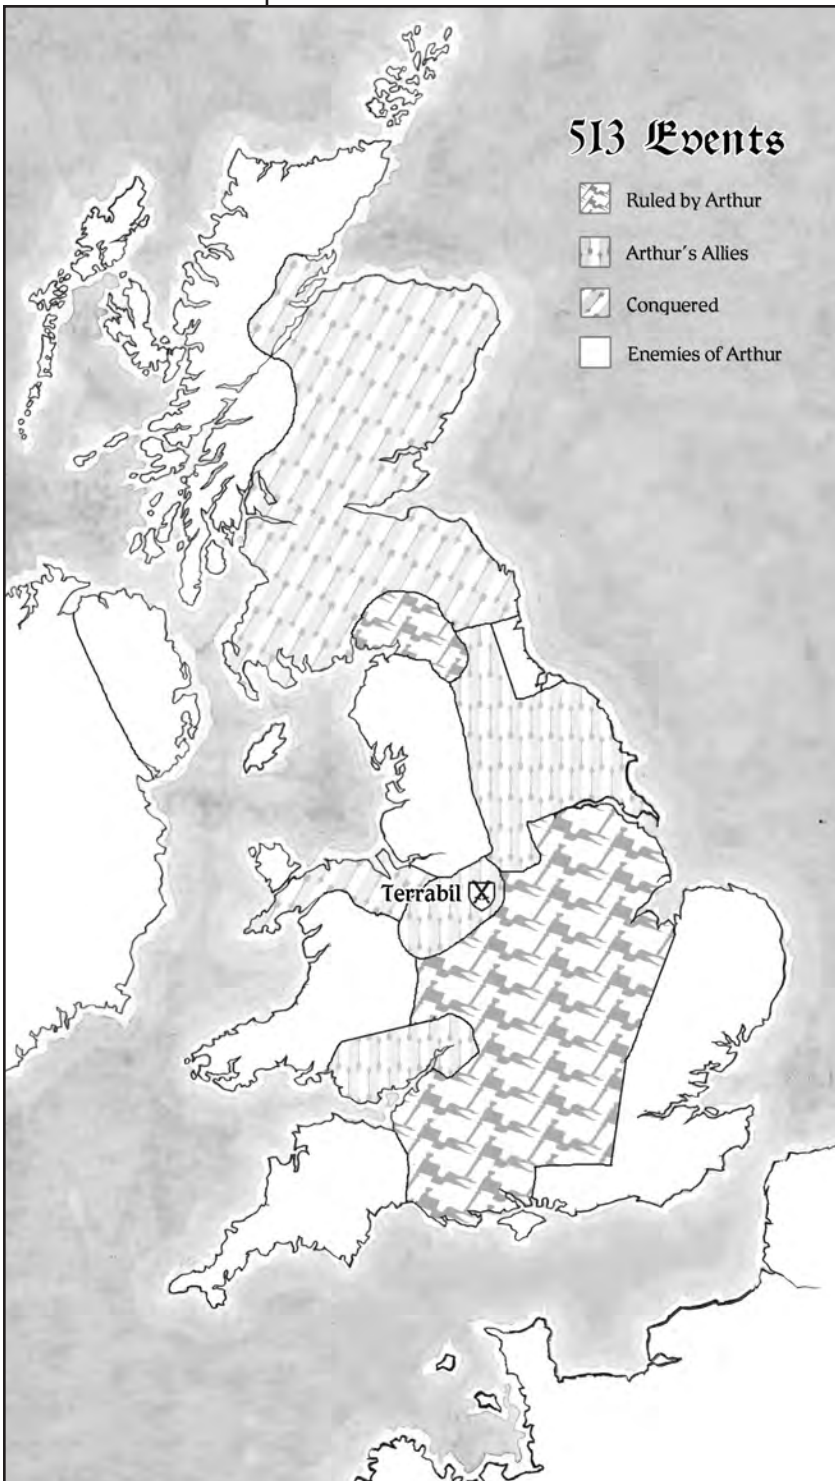 513 Events
Ruled by Arthur
Arthur's Allies
Conquered
Enemies of Arthur
Terrabil